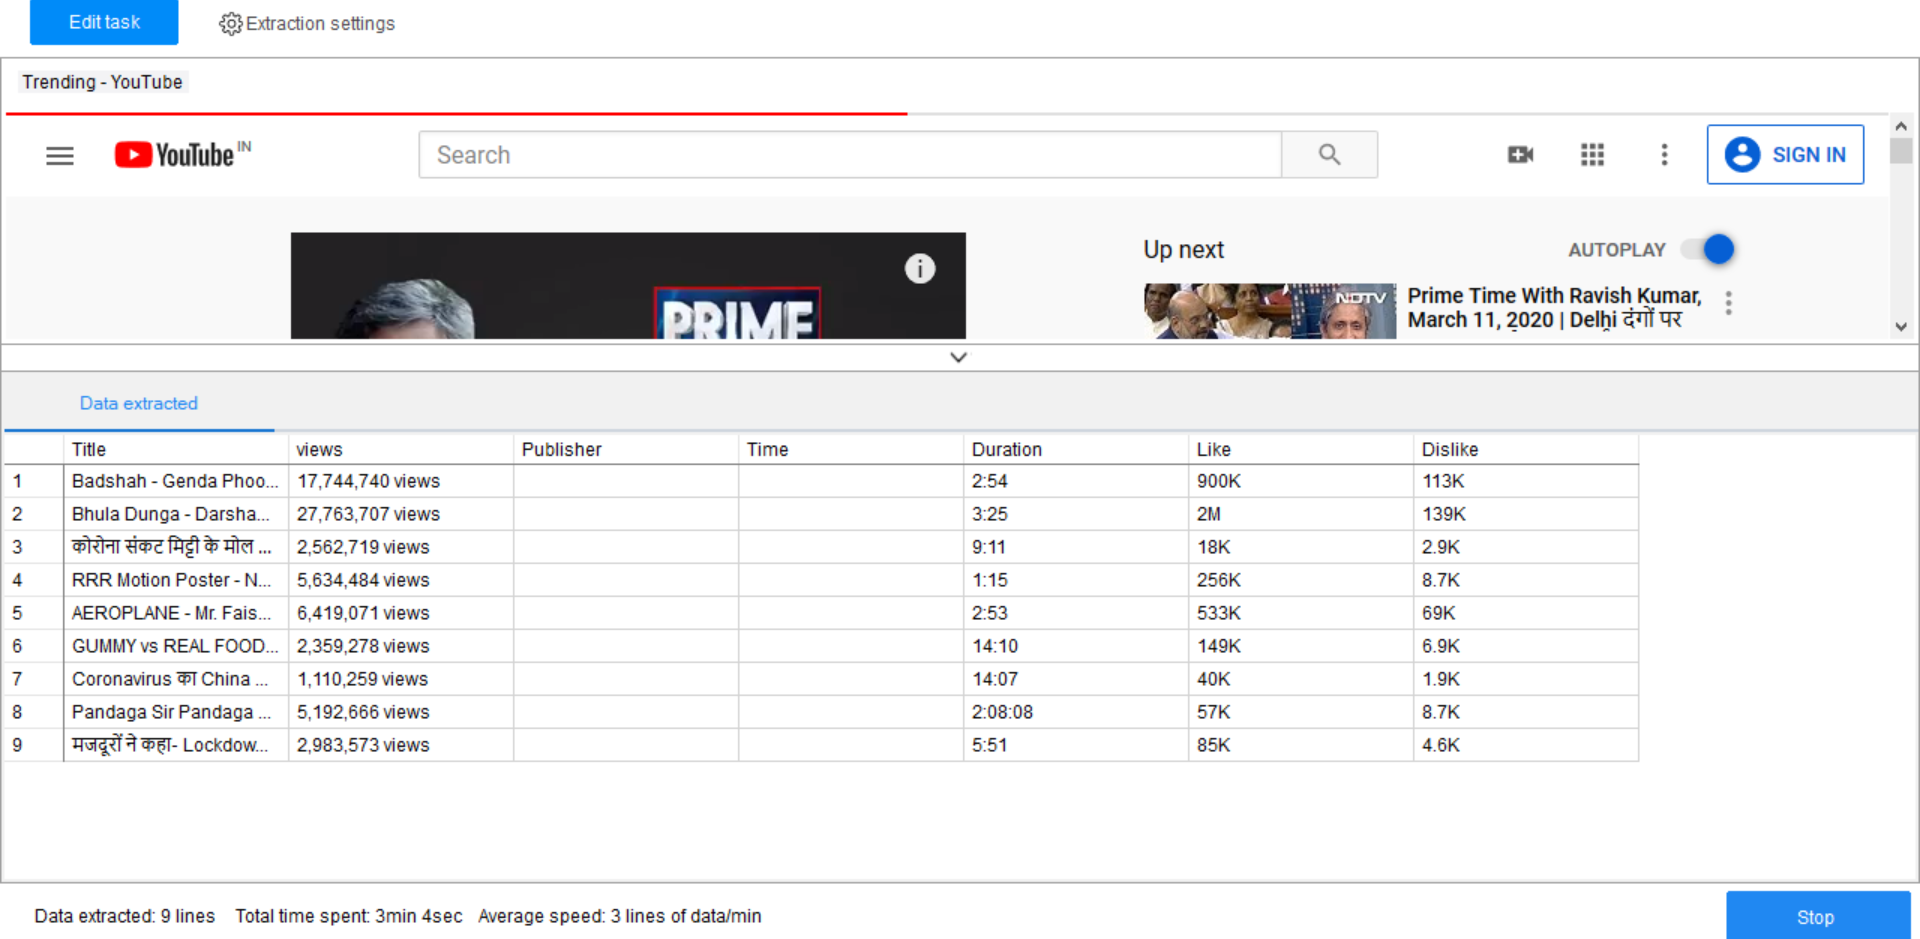 Edit task Extraction settings
Trending - YouTube
YouTube IN Search SIGN IN
Up next AUTOPLAY
PRIME
NDTV
Prime Time With Ravish Kumar,
March 11, 2020 | Delhi दंगों पर
Data extracted
Title views Publisher Time Duration Like Dislike
1 Badshah - Genda Phoo... 17,744,740 views 2:54 900K 113K
2 Bhula Dunga - Darsha... 27,763,707 views 3:25 2M 139K
3 कोरोना संकट मिट्टी के मोल ... 2,562,719 views 9:11 18K 2.9K
4 RRR Motion Poster - N... 5,634,484 views 1:15 256K 8.7K
5 AEROPLANE - Mr. Fais... 6,419,071 views 2:53 533K 69K
6 GUMMY vs REAL FOOD... 2,359,278 views 14:10 149K 6.9K
7 Coronavirus का China ... 1,110,259 views 14:07 40K 1.9K
8 Pandaga Sir Pandaga ... 5,192,666 views 2:08:08 57K 8.7K
9 मजदूरों ने कहा- Lockdow... 2,983,573 views 5:51 85K 4.6K
Data extracted: 9 lines Total time spent: 3min 4sec Average speed: 3 lines of data/min Stop